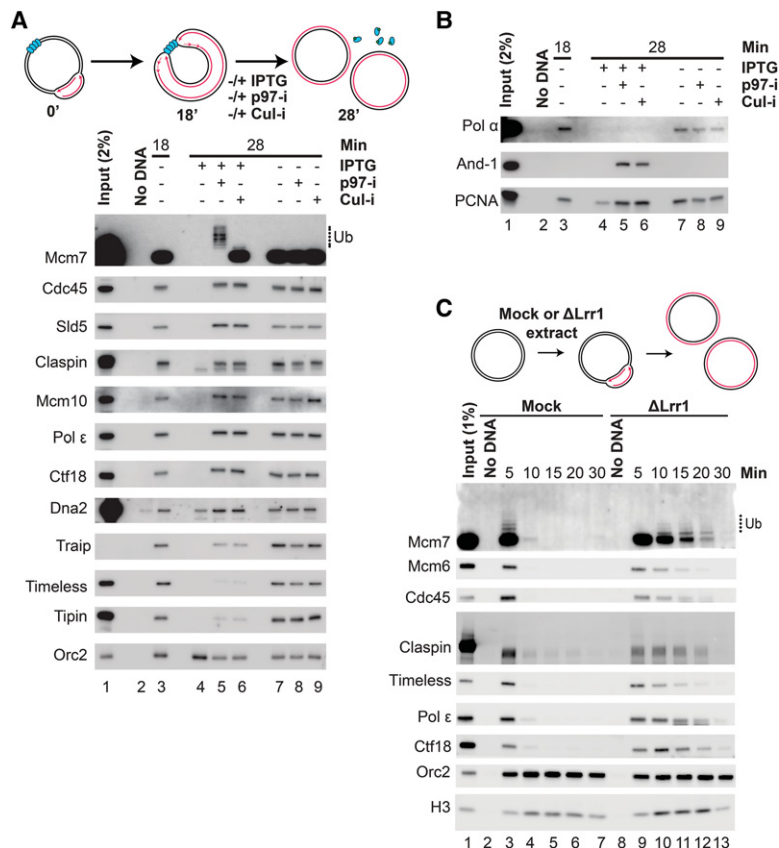 A
0'
18'
-/+ IPTG
-/+ p97-i
-/+ Cul-i
28'
Input (2%)
No DNA
18
28
Min
- + + + - - - IPTG
- - + - - + - p97-i
- - - + - - + Cul-i
Ub
Mcm7
Cdc45
Sld5
Claspin
Mcm10
Pol ε
Ctf18
Dna2
Traip
Timeless
Tipin
Orc2
1 2 3 4 5 6 7 8 9
B
Input (2%)
No DNA
18
28
Min
- + + + - - - IPTG
- - + - - + - p97-i
- - - + - - + Cul-i
Pol α
And-1
PCNA
1 2 3 4 5 6 7 8 9
C
Mock or ΔLrr1
extract
Mock
ΔLrr1
Input (1%)
No DNA
5 10 15 20 30
No DNA
5 10 15 20 30 Min
Ub
Mcm7
Mcm6
Cdc45
Claspin
Timeless
Pol ε
Ctf18
Orc2
H3
1 2 3 4 5 6 7 8 9 10 11 12 13